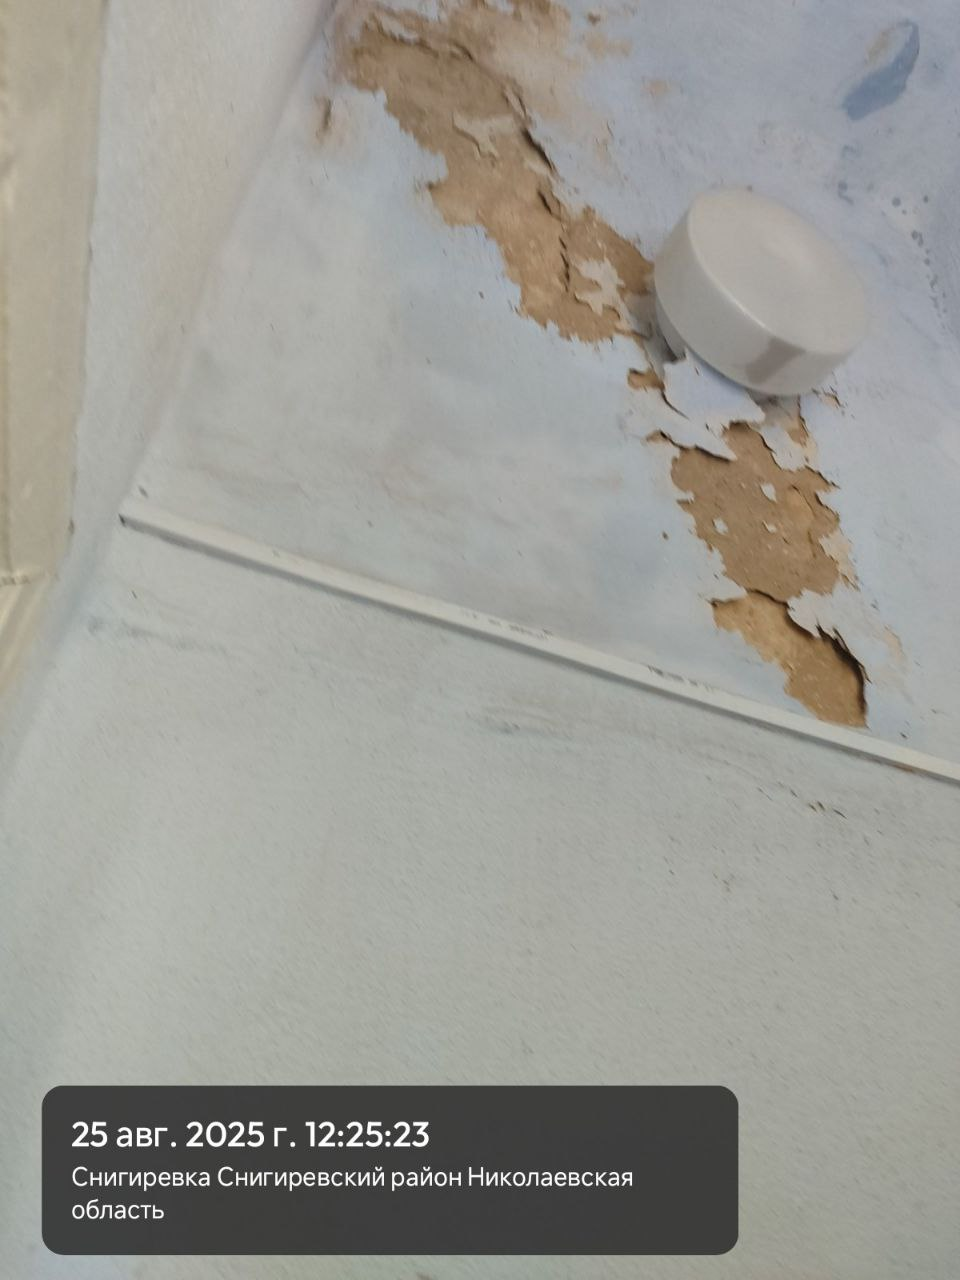 25 авг. 2025 г. 12:25:23
Снигиревка Снигиревский район Николаевская
область